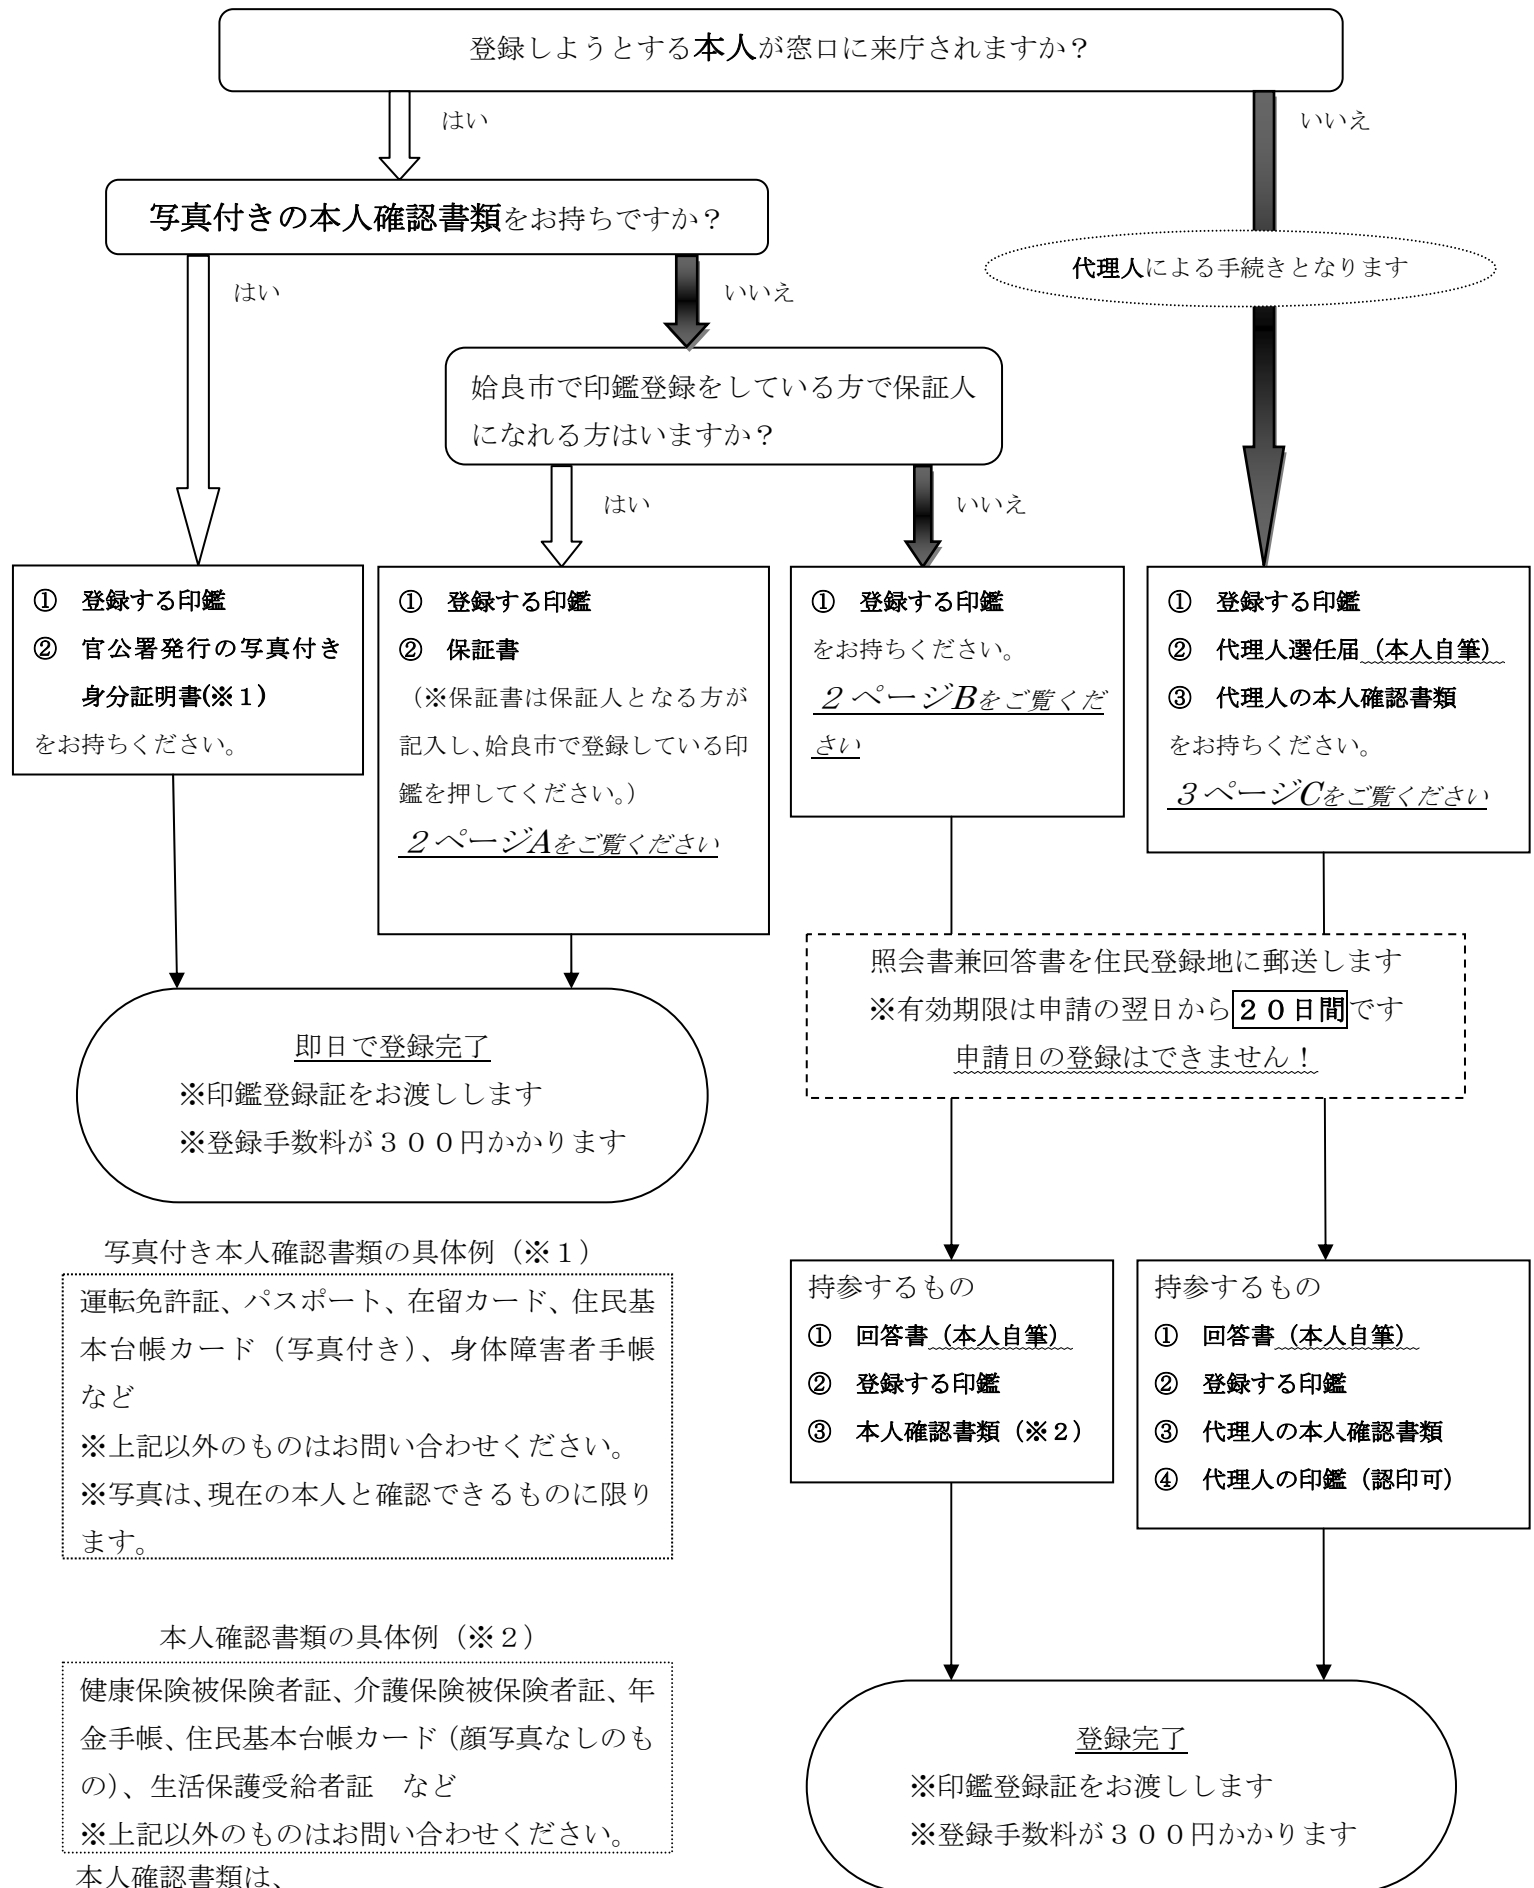 登録しようとする本人が窓口に来庁されますか？
はい
いいえ
写真付きの本人確認書類をお持ちですか？
代理人による手続きとなります
はい
いいえ
姶良市で印鑑登録をしている方で保証人
になれる方はいますか？
はい
いいえ
① 登録する印鑑
② 官公署発行の写真付き
身分証明書(※１)
をお持ちください。
① 登録する印鑑
② 保証書
（※保証書は保証人となる方が
記入し、姶良市で登録している印
鑑を押してください。）
２ページAをご覧ください
① 登録する印鑑
をお持ちください。
２ページBをご覧くだ
さい
① 登録する印鑑
② 代理人選任届（本人自筆）
③ 代理人の本人確認書類
をお持ちください。
３ページCをご覧ください
照会書兼回答書を住民登録地に郵送します
※有効期限は申請の翌日から２０日間です
申請日の登録はできません！
即日で登録完了
※印鑑登録証をお渡しします
※登録手数料が３００円かかります
写真付き本人確認書類の具体例（※１）
運転免許証、パスポート、在留カード、住民基
本台帳カード（写真付き）、身体障害者手帳
など
※上記以外のものはお問い合わせください。
※写真は、現在の本人と確認できるものに限り
ます。
持参するもの
① 回答書（本人自筆）
② 登録する印鑑
③ 本人確認書類（※２）
持参するもの
① 回答書（本人自筆）
② 登録する印鑑
③ 代理人の本人確認書類
④ 代理人の印鑑（認印可）
本人確認書類の具体例（※２）
健康保険被保険者証、介護保険被保険者証、年
金手帳、住民基本台帳カード（顔写真なしのも
の）、生活保護受給者証　など
※上記以外のものはお問い合わせください。
本人確認書類は、
登録完了
※印鑑登録証をお渡しします
※登録手数料が３００円かかります